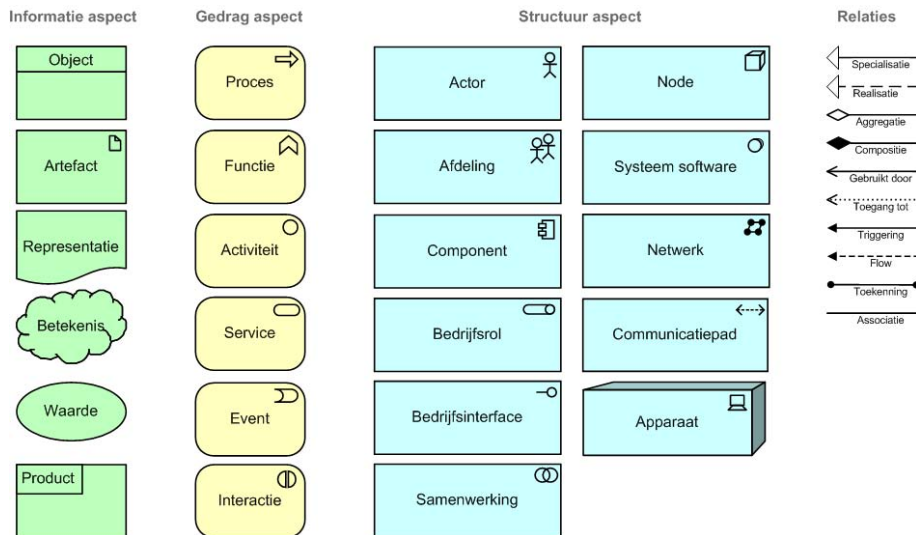 Informatie aspect
Gedrag aspect
Structuur aspect
Relaties
Object
Artefact
Representatie
Betekenis
Waarde
Product
Proces
Functie
Activiteit
Service
Event
Interactie
Actor
Afdeling
Component
Bedrijfsrol
Bedrijfsinterface
Samenwerking
Node
Systeem software
Netwerk
Communicatiepad
Apparaat
Specialisatie
Realisatie
Aggregatie
Compositie
Gebruikt door
Toegang tot
Triggering
Flow
Toekenning
Associatie